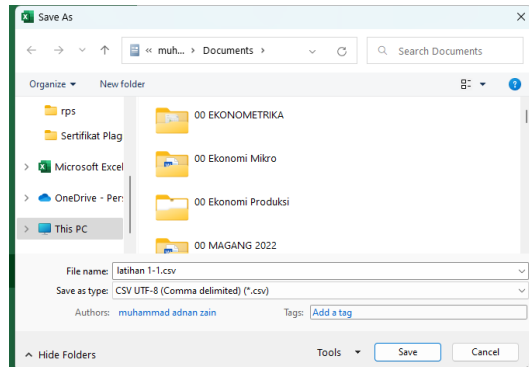 Save As
« muh... > Documents >
Search Documents
Organize
New folder
rps
Sertifikat Plag
Microsoft Excel
OneDrive - Pers
This PC
00 EKONOMETRIKA
00 Ekonomi Mikro
00 Ekonomi Produksi
00 MAGANG 2022
File name: latihan 1-1.csv
Save as type: CSV UTF-8 (Comma delimited) (*.csv)
Authors: muhammad adnan zain Tags: Add a tag
Hide Folders Tools Save Cancel